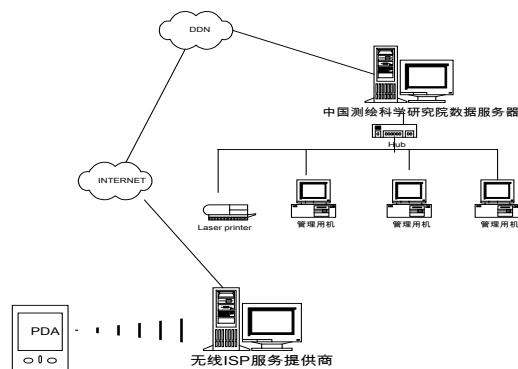 DDN
中国测绘科学研究院数据服务器
Hub
INTERNET
Laser printer
管理用机
管理用机
管理用机
PDA
无线ISP服务提供商